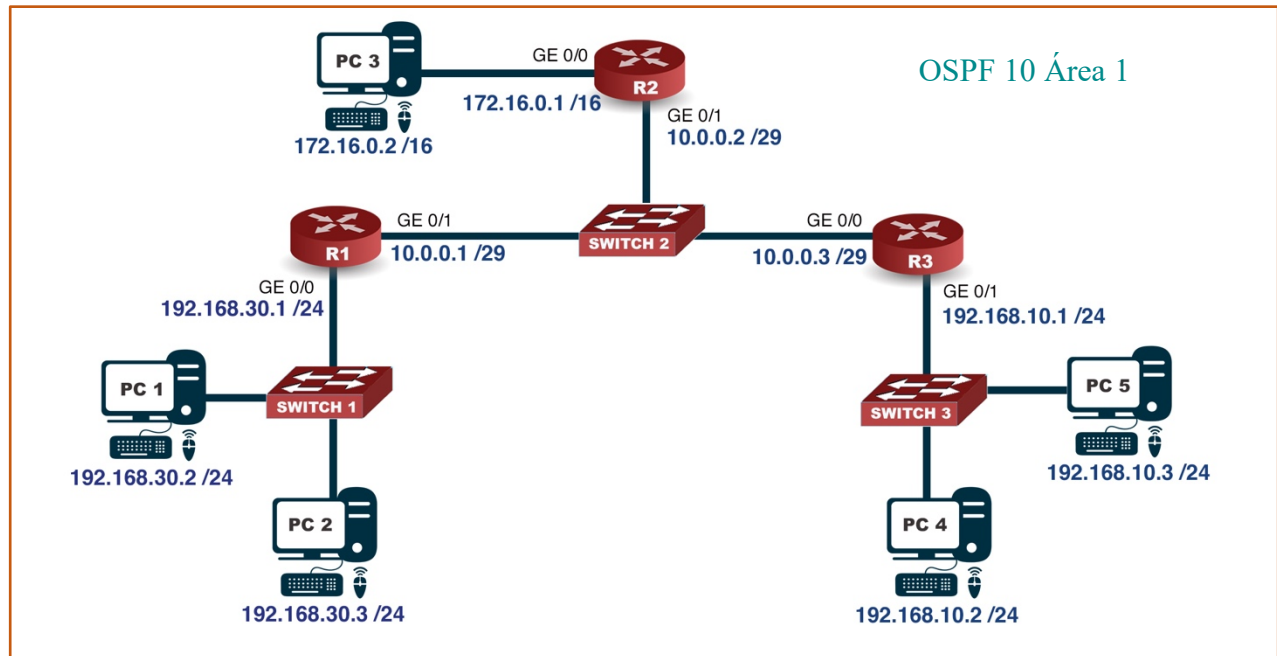 OSPF 10 Área 1
PC 3
GE 0/0
R2
172.16.0.1 /16
172.16.0.2 /16
GE 0/1
10.0.0.2 /29
R1
GE 0/1
10.0.0.1 /29
SWITCH 2
GE 0/0
10.0.0.3 /29
R3
GE 0/0
192.168.30.1 /24
GE 0/1
192.168.10.1 /24
PC 1
SWITCH 1
192.168.30.2 /24
PC 2
192.168.30.3 /24
SWITCH 3
PC 5
192.168.10.3 /24
PC 4
192.168.10.2 /24